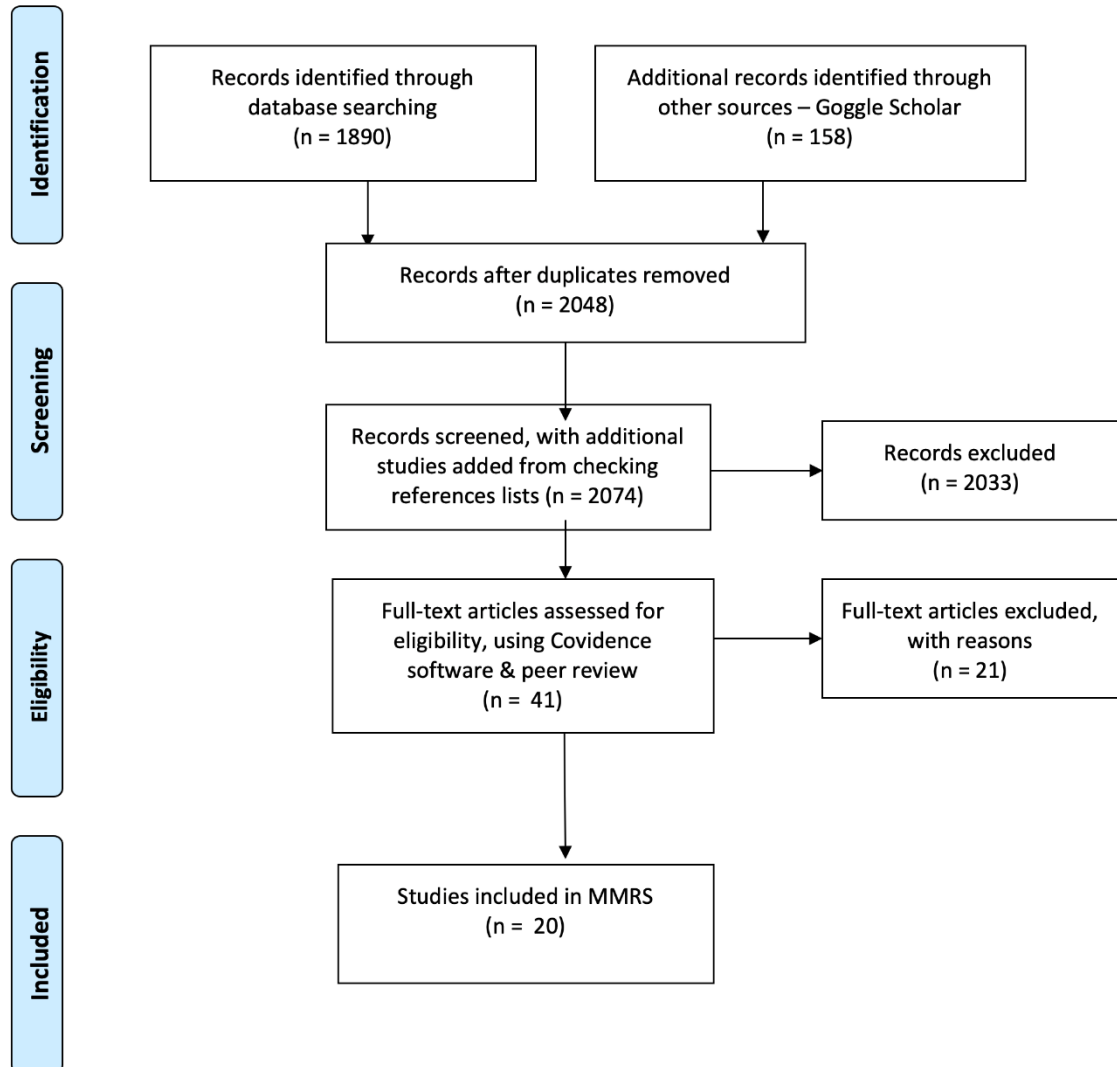 Identification
Records identified through
database searching
(n = 1890)
Additional records identified through
other sources – Goggle Scholar
(n = 158)
Records after duplicates removed
(n = 2048)
Screening
Records screened, with additional
studies added from checking
references lists (n = 2074)
Records excluded
(n = 2033)
Eligibility
Full-text articles assessed for
eligibility, using Covidence
software & peer review
(n = 41)
Full-text articles excluded,
with reasons
(n = 21)
Included
Studies included in MMRS
(n = 20)